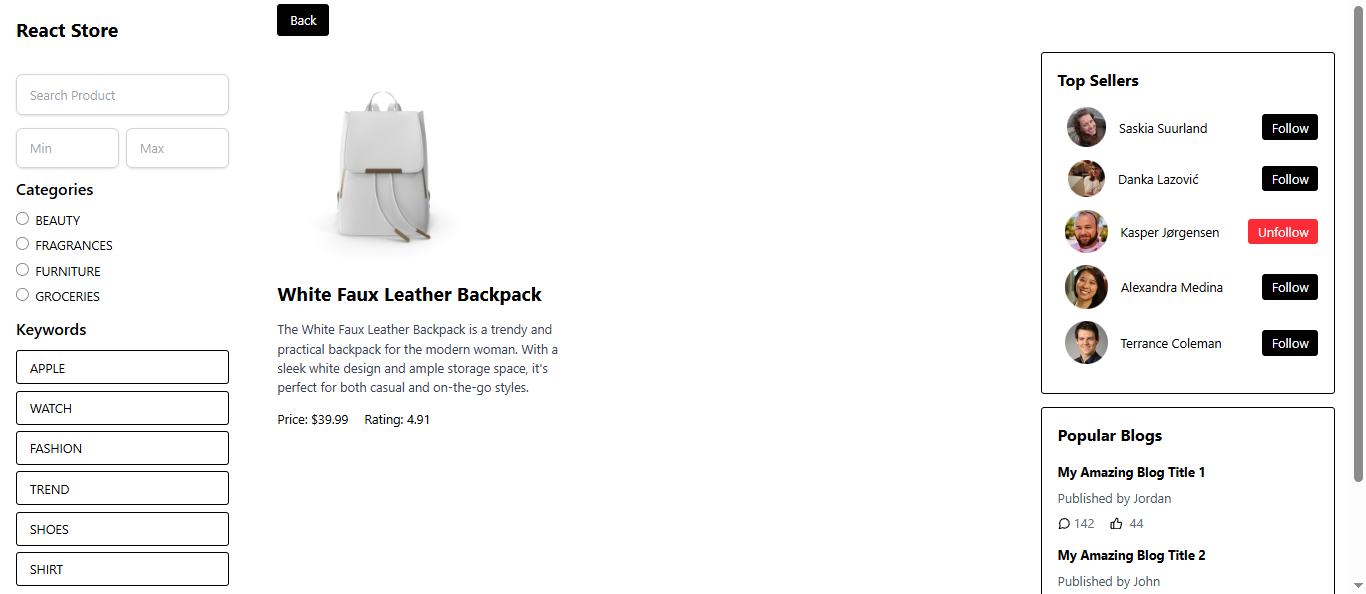 React Store
Search Product
Min
Max
Categories
BEAUTY
FRAGRANCES
FURNITURE
GROCERIES
Keywords
APPLE
WATCH
FASHION
TREND
SHOES
SHIRT
Back
White Faux Leather Backpack
The White Faux Leather Backpack is a trendy and
practical backpack for the modern woman. With a
sleek white design and ample storage space, it's
perfect for both casual and on-the-go styles.
Price: $39.99 Rating: 4.91
Top Sellers
Saskia Suurland Follow
Danka Lazović Follow
Kasper Jørgensen Unfollow
Alexandra Medina Follow
Terrance Coleman Follow
Popular Blogs
My Amazing Blog Title 1
Published by Jordan
142 44
My Amazing Blog Title 2
Published by John